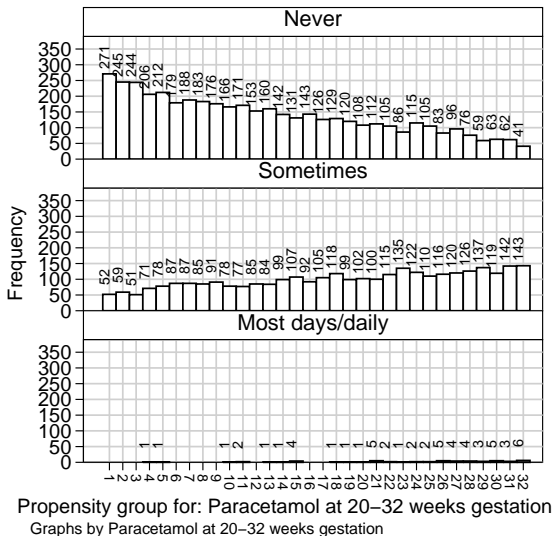 Never
350
300
250
200
150
100
50
0
271 245 244 206 212 179 188 183 176 166 171 153 160 142 131 143 126 129 120 108 112 105 86 115 105 83 96 76 59 63 62 41
Sometimes
350
300
250
200
150
100
50
0
52 59 51 71 78 87 87 85 91 78 77 85 84 99 107 92 105 118 99 102 100 115 135 122 110 116 120 126 137 119 142 143
Frequency
Most days/daily
350
300
250
200
150
100
50
0
1 1 1 2 1 1 4 1 1 1 5 2 1 2 2 5 4 4 3 5 3 6
1 2 3 4 5 6 7 8 9 10 11 12 13 14 15 16 17 18 19 20 21 22 23 24 25 26 27 28 29 30 31 32
Propensity group for: Paracetamol at 20−32 weeks gestation
Graphs by Paracetamol at 20−32 weeks gestation